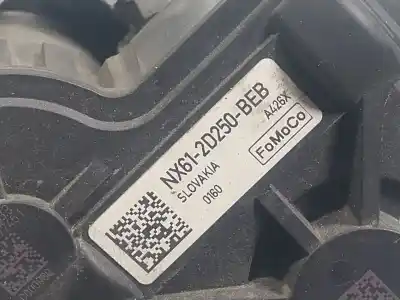 NX61-2D250-BEB
SLOVAKIA
A426X
0160
FoMoCo